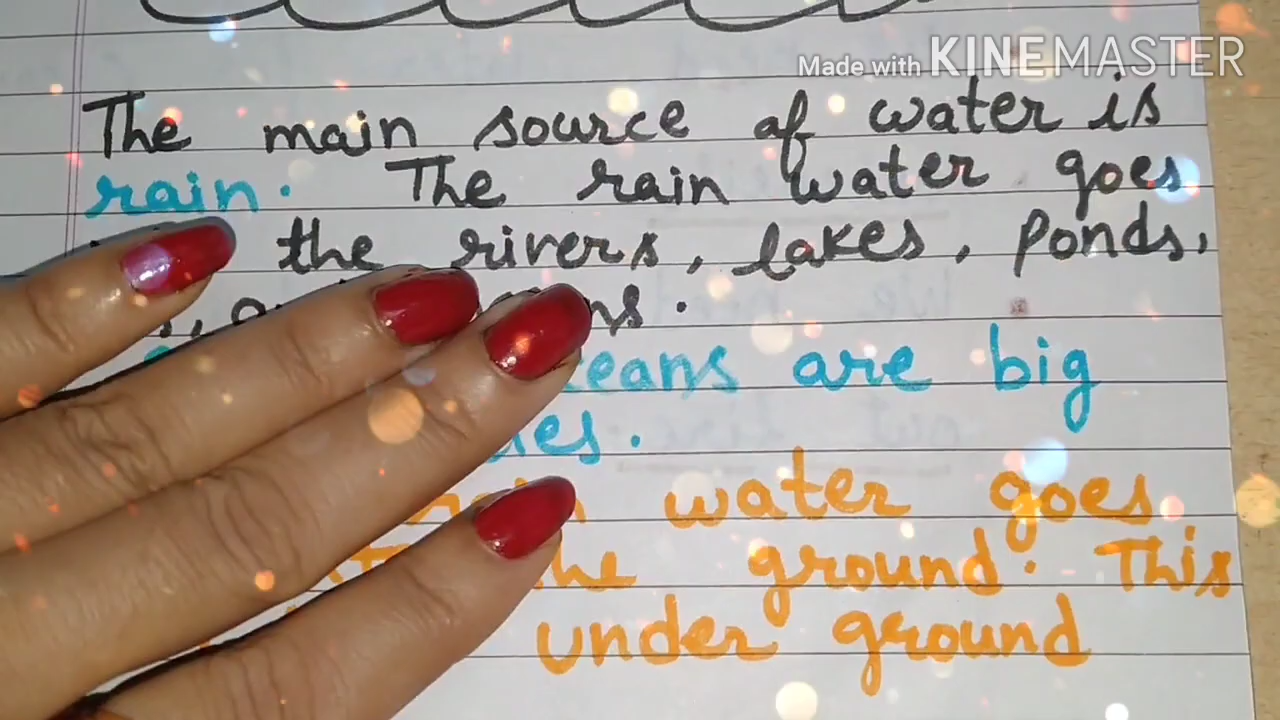 Made with KINEMASTER
The main source of water is
rain. The rain water goes
the rivers, lakes, Ponds,
are big
water goes
the ground. This
under ground